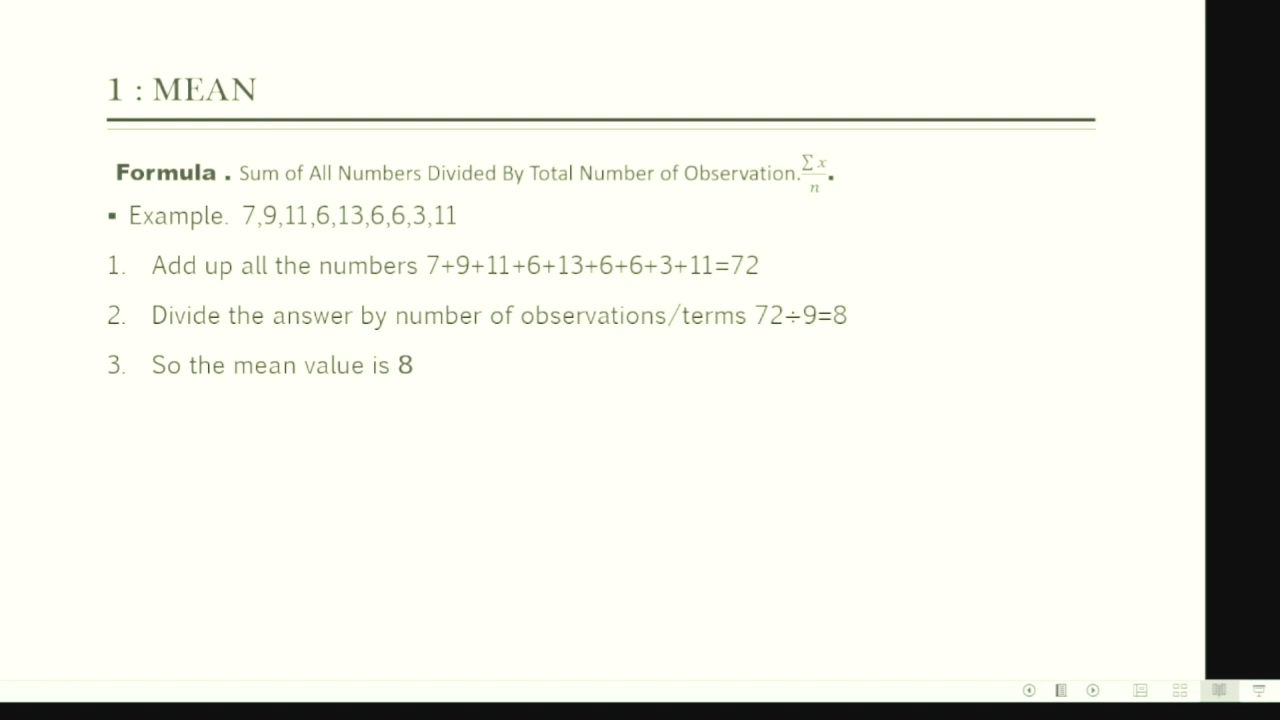 1 : MEAN
Formula . Sum of All Numbers Divided By Total Number of Observation. ∑x/n .
▪ Example. 7,9,11,6,13,6,6,3,11
1. Add up all the numbers 7+9+11+6+13+6+6+3+11=72
2. Divide the answer by number of observations/terms 72÷9=8
3. So the mean value is 8